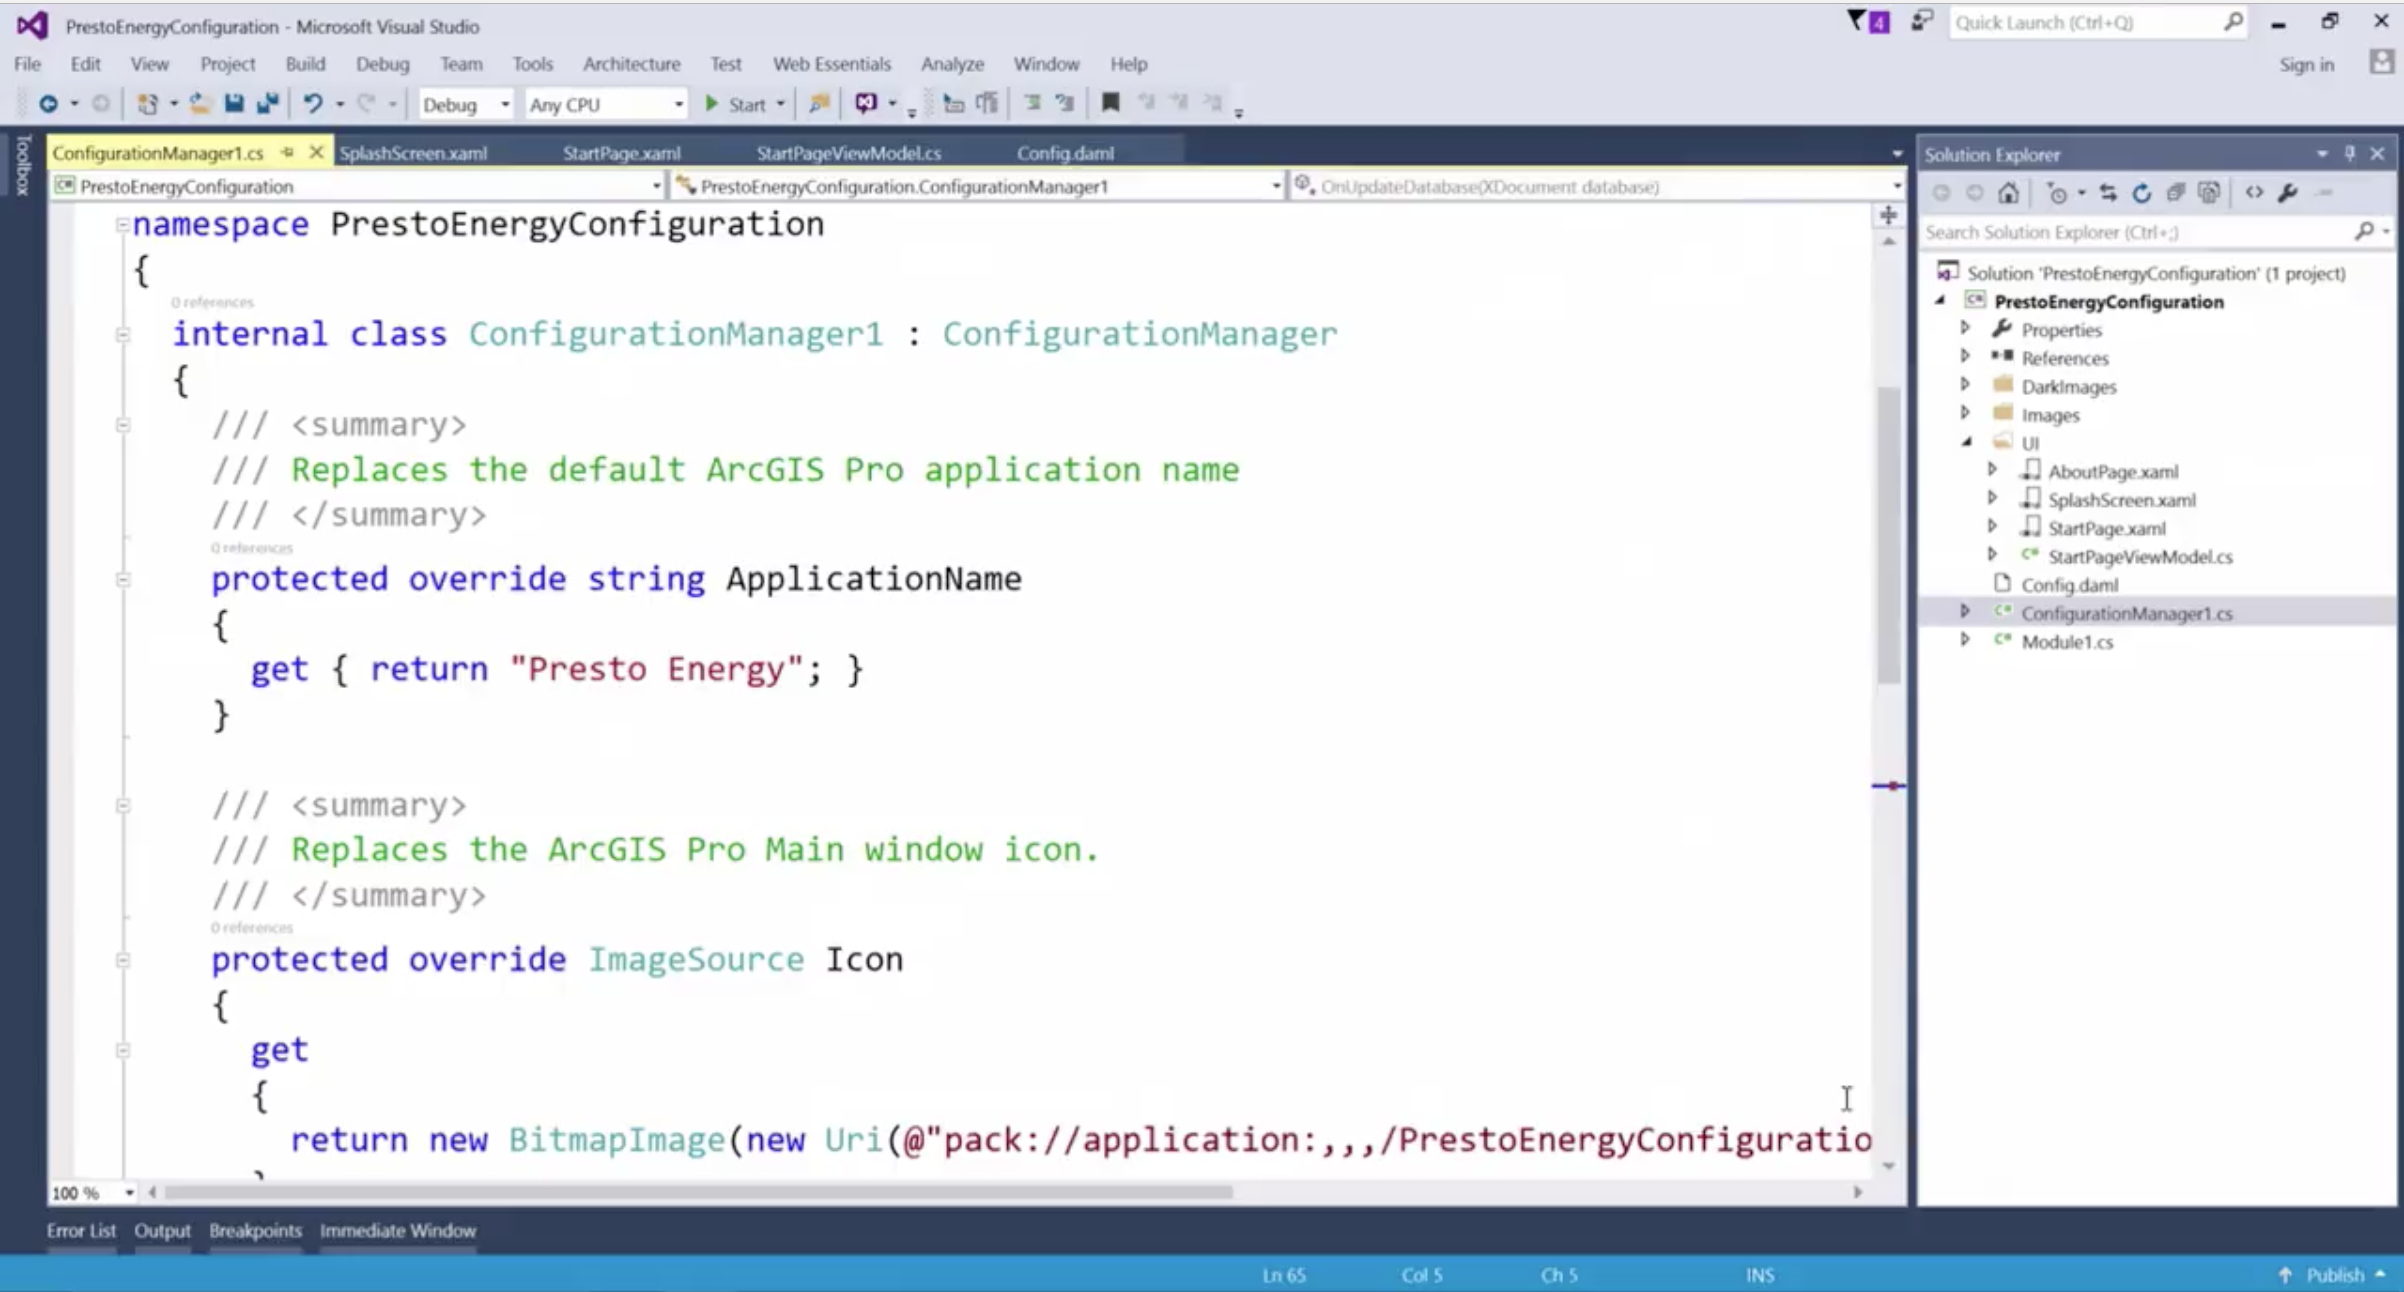 PrestoEnergyConfiguration - Microsoft Visual Studio
4
Quick Launch (Ctrl+Q)
File Edit View Project Build Debug Team Tools Architecture Test Web Essentials Analyze Window Help
Sign in
Debug Any CPU Start
Toolbox
ConfigurationManager1.cs SplashScreen.xaml StartPage.xaml StartPageViewModel.cs Config.daml
PrestoEnergyConfiguration PrestoEnergyConfiguration.ConfigurationManager1 OnUpdateDatabase(XDocument database)
namespace PrestoEnergyConfiguration
{
0 references
internal class ConfigurationManager1 : ConfigurationManager
{
/// <summary>
/// Replaces the default ArcGIS Pro application name
/// </summary>
0 references
protected override string ApplicationName
{
get { return "Presto Energy"; }
}
/// <summary>
/// Replaces the ArcGIS Pro Main window icon.
/// </summary>
0 references
protected override ImageSource Icon
{
get
{
return new BitmapImage(new Uri(@"pack://application:,,,/PrestoEnergyConfiguratio
100 %
Solution Explorer
Search Solution Explorer (Ctrl+;)
Solution 'PrestoEnergyConfiguration' (1 project)
PrestoEnergyConfiguration
Properties
References
DarkImages
Images
UI
AboutPage.xaml
SplashScreen.xaml
StartPage.xaml
StartPageViewModel.cs
Config.daml
ConfigurationManager1.cs
Module1.cs
Error List Output Breakpoints Immediate Window
Ln 65 Col 5 Ch 5 INS Publish